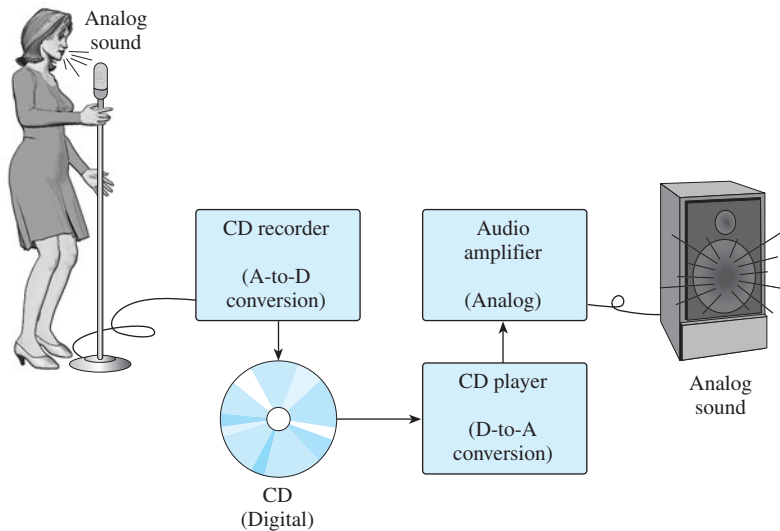 Analog
sound
CD recorder
(A-to-D
conversion)
CD
(Digital)
CD player
(D-to-A
conversion)
Audio
amplifier
(Analog)
Analog
sound